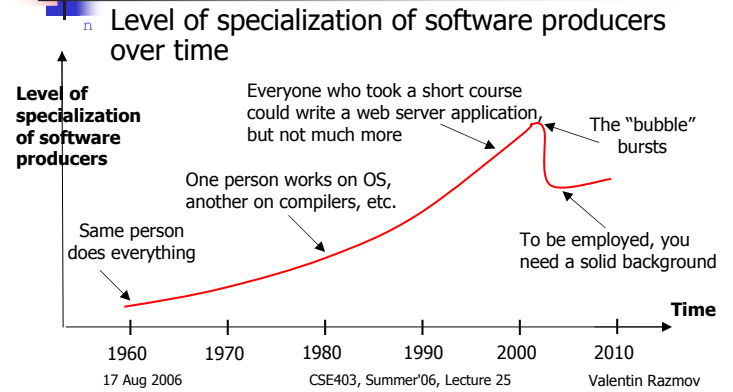 n Level of specialization of software producers
over time
Level of
specialization
of software
producers
Everyone who took a short course
could write a web server application,
but not much more
The “bubble”
bursts
One person works on OS,
another on compilers, etc.
Same person
does everything
To be employed, you
need a solid background
Time
1960 1970 1980 1990 2000 2010
17 Aug 2006 CSE403, Summer'06, Lecture 25 Valentin Razmov